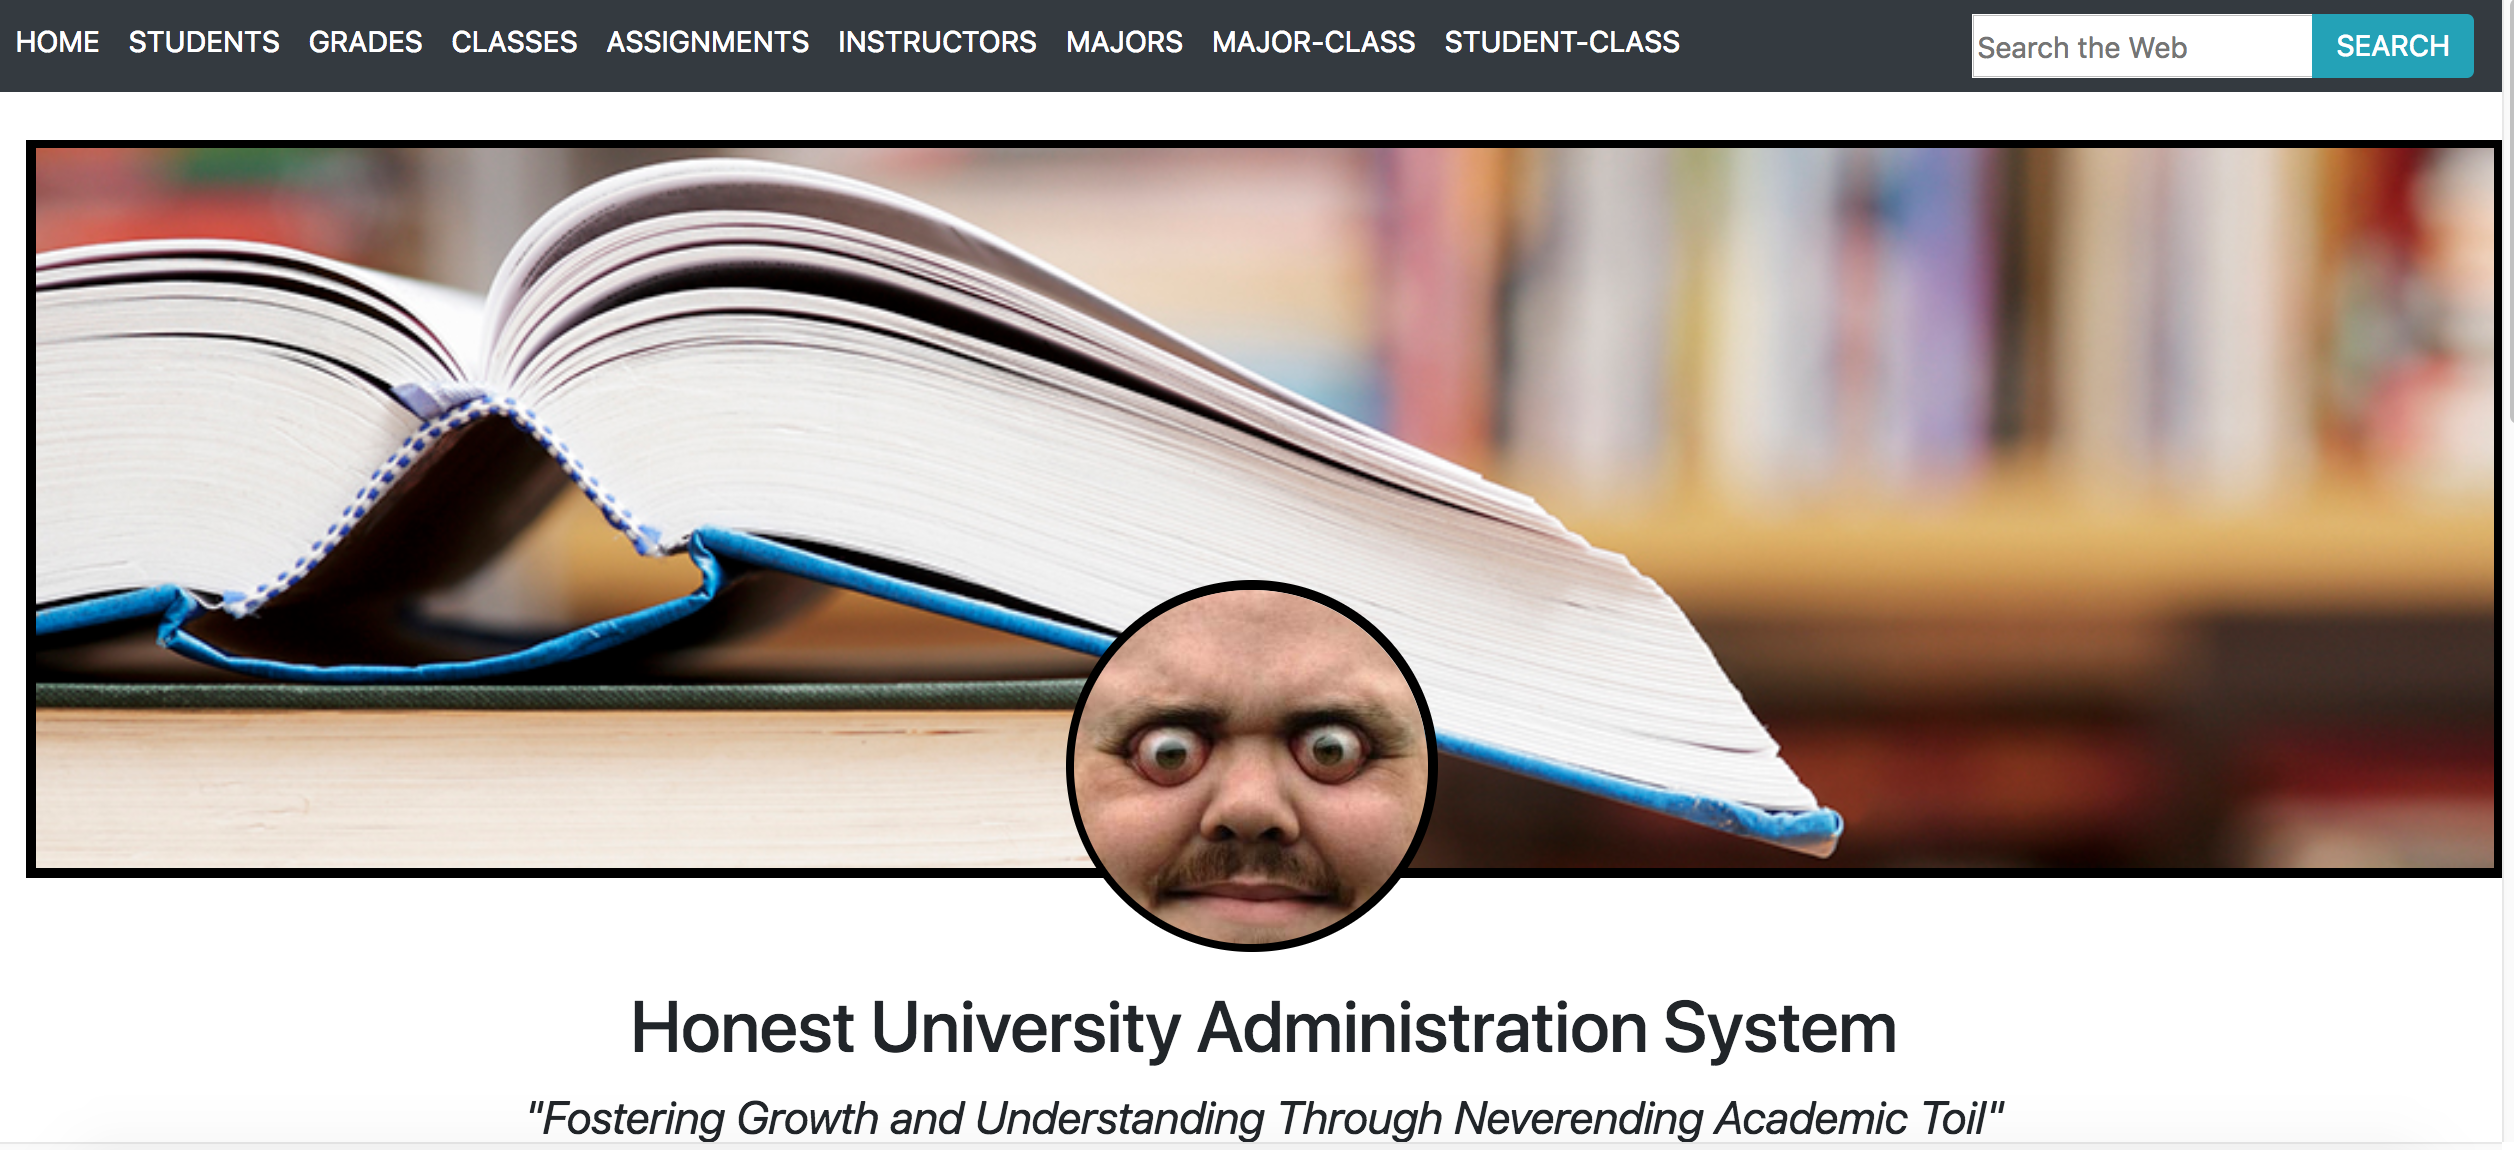 HOME STUDENTS GRADES CLASSES ASSIGNMENTS INSTRUCTORS MAJORS MAJOR-CLASS STUDENT-CLASS Search the Web SEARCH
Honest University Administration System
"Fostering Growth and Understanding Through Neverending Academic Toil"